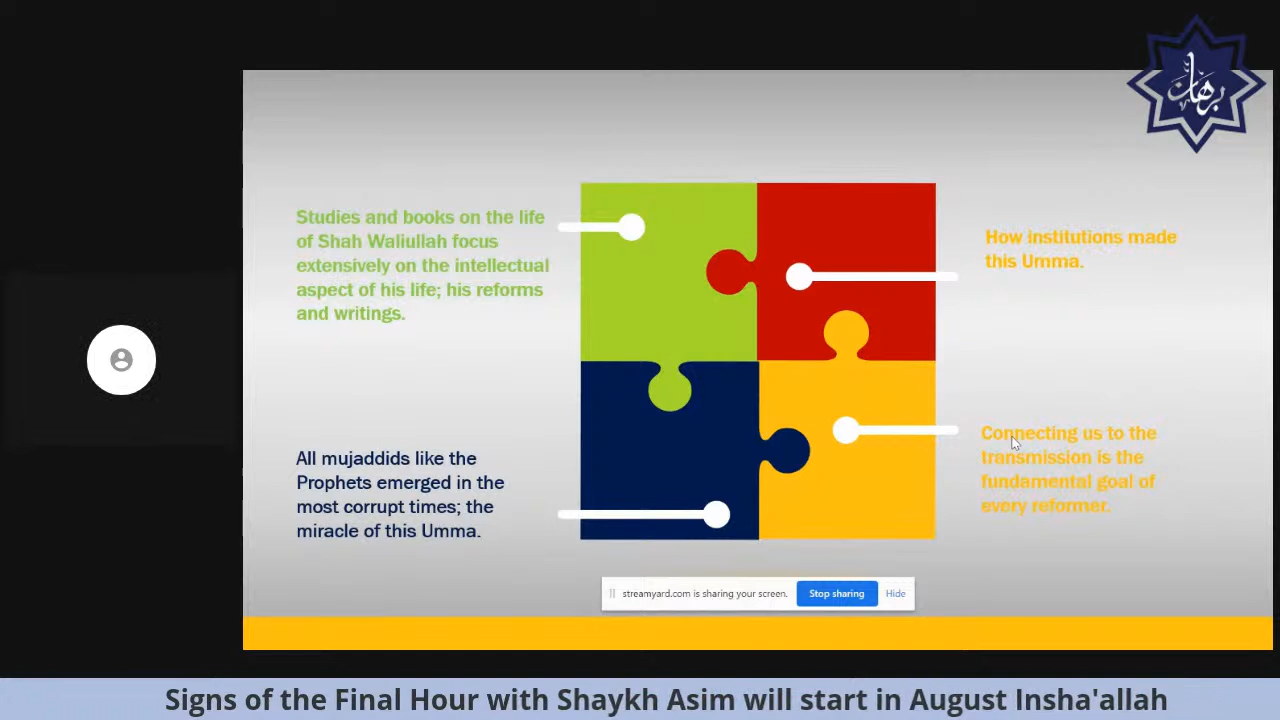 برهان
Studies and books on the life
of Shah Waliullah focus
extensively on the intellectual
aspect of his life; his reforms
and writings.
How institutions made
this Umma.
All mujaddids like the
Prophets emerged in the
most corrupt times; the
miracle of this Umma.
Connecting us to the
transmission is the
fundamental goal of
every reformer.
streamyard.com is sharing your screen. Stop sharing Hide
Signs of the Final Hour with Shaykh Asim will start in August Insha'allah